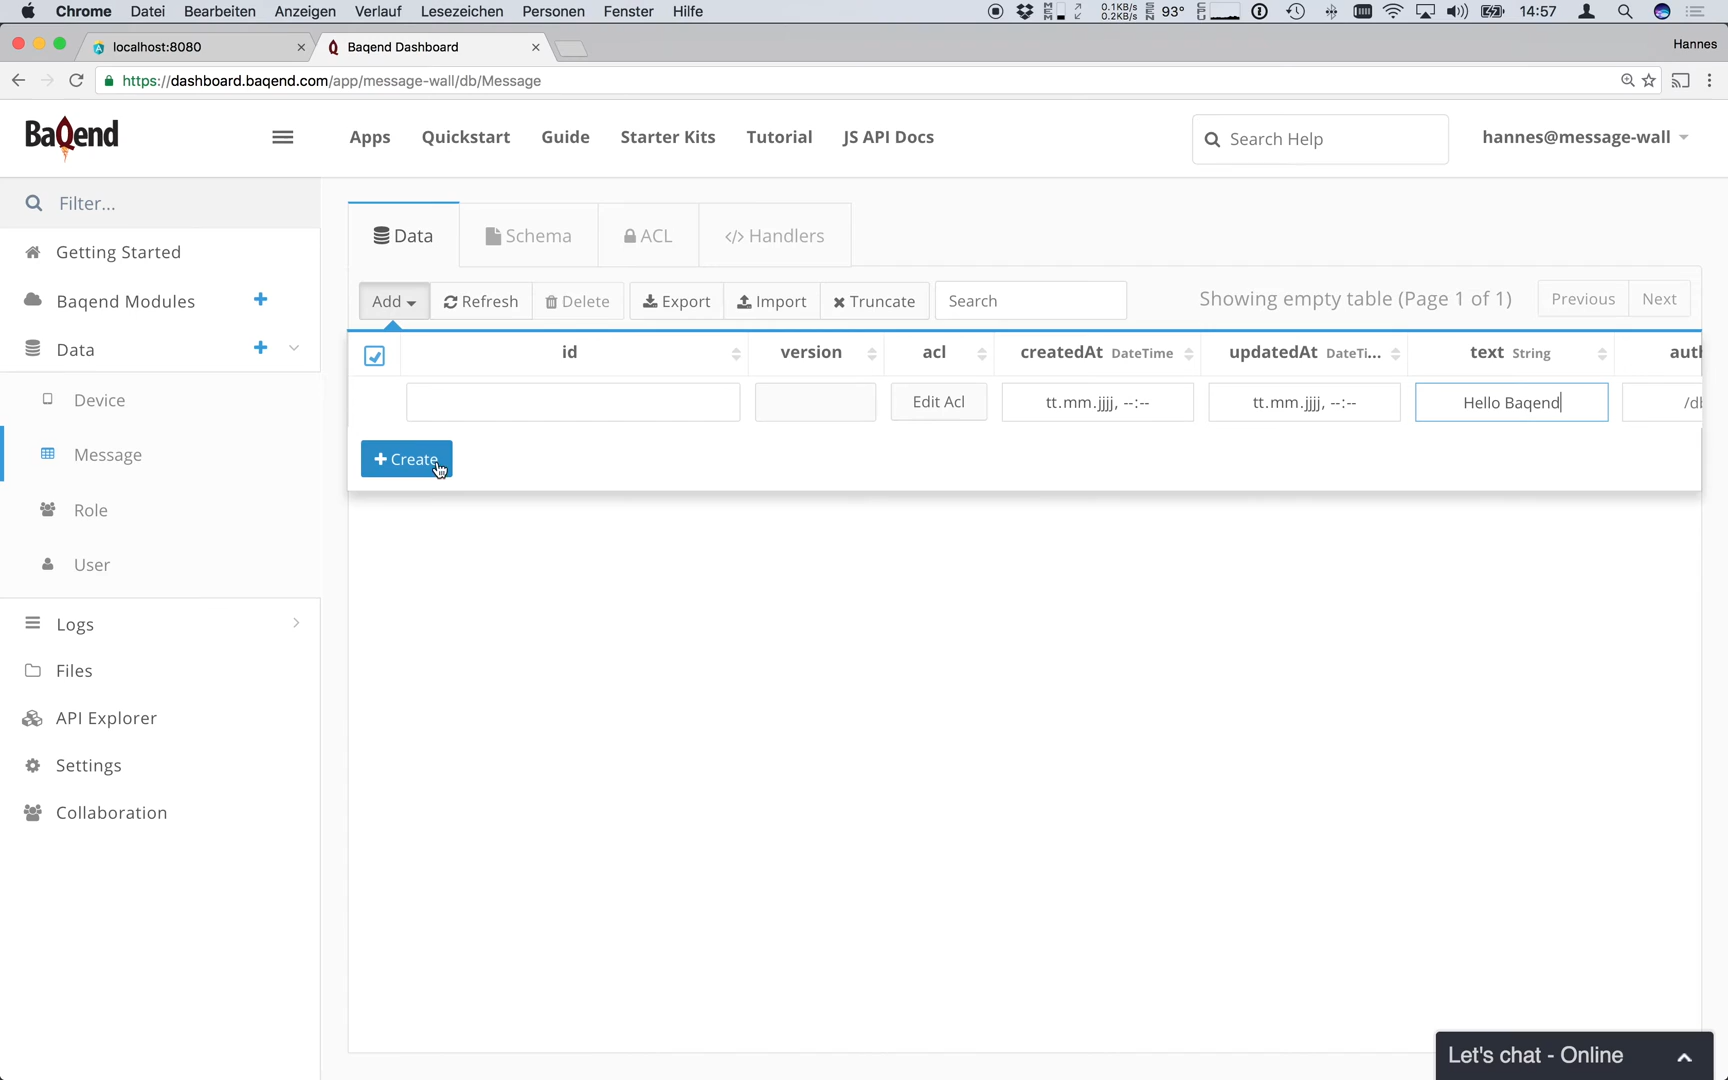 Chrome Datei Bearbeiten Anzeigen Verlauf Lesezeichen Personen Fenster Hilfe 0.1KB/s 0.2KB/s 93° 14:57
localhost:8080 Baqend Dashboard Hannes
https://dashboard.baqend.com/app/message-wall/db/Message
BaQend Apps Quickstart Guide Starter Kits Tutorial JS API Docs Search Help hannes@message-wall
Filter...
Data Schema ACL Handlers
Getting Started
Baqend Modules
Add Refresh Delete Export Import Truncate Search Showing empty table (Page 1 of 1) Previous Next
Data
id version acl createdAt DateTime updatedAt DateTi... text String
Device
Edit Acl tt.mm.jjjj, --:-- tt.mm.jjjj, --:-- Hello Baqend
Message
Create
Role
User
Logs
Files
API Explorer
Settings
Collaboration
Let's chat - Online